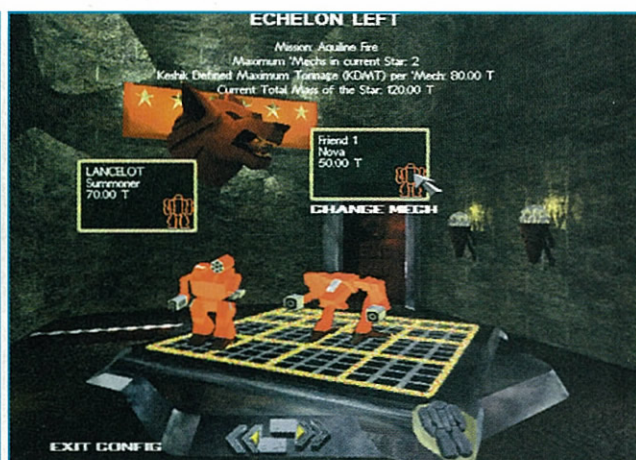 ECHELON LEFT
Mission: Aquiline Fire
Maximum 'Mechs in current Star: 2
Keshik Defined Maximum Tonnage (KDMT) per 'Mech: 80.00 T
Current Total Mass of the Star: 120.00 T
LANCELOT
Summoner
70.00 T
Friend 1
Nova
50.00 T
CHANGE MECH
EXIT CONFIG